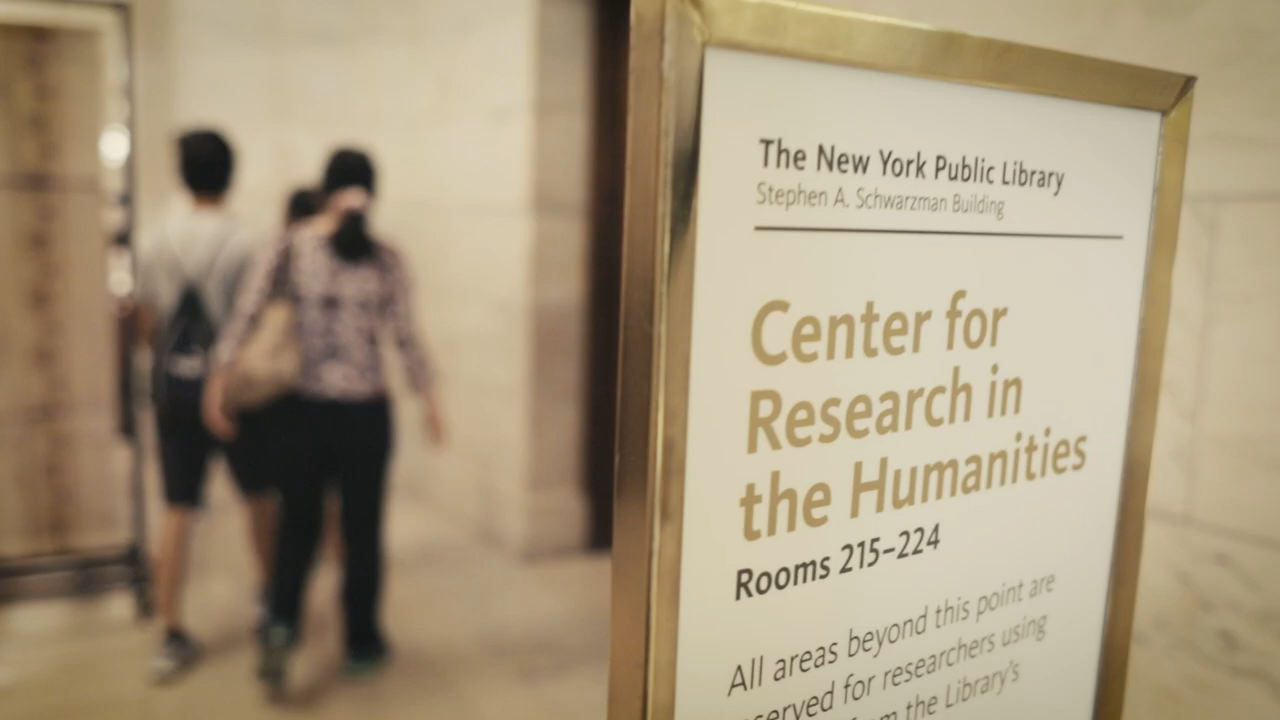 The New York Public Library
Stephen A. Schwarzman Building
Center for
Research in
the Humanities
Rooms 215–224
All areas beyond this point are
served for researchers using
the Library's